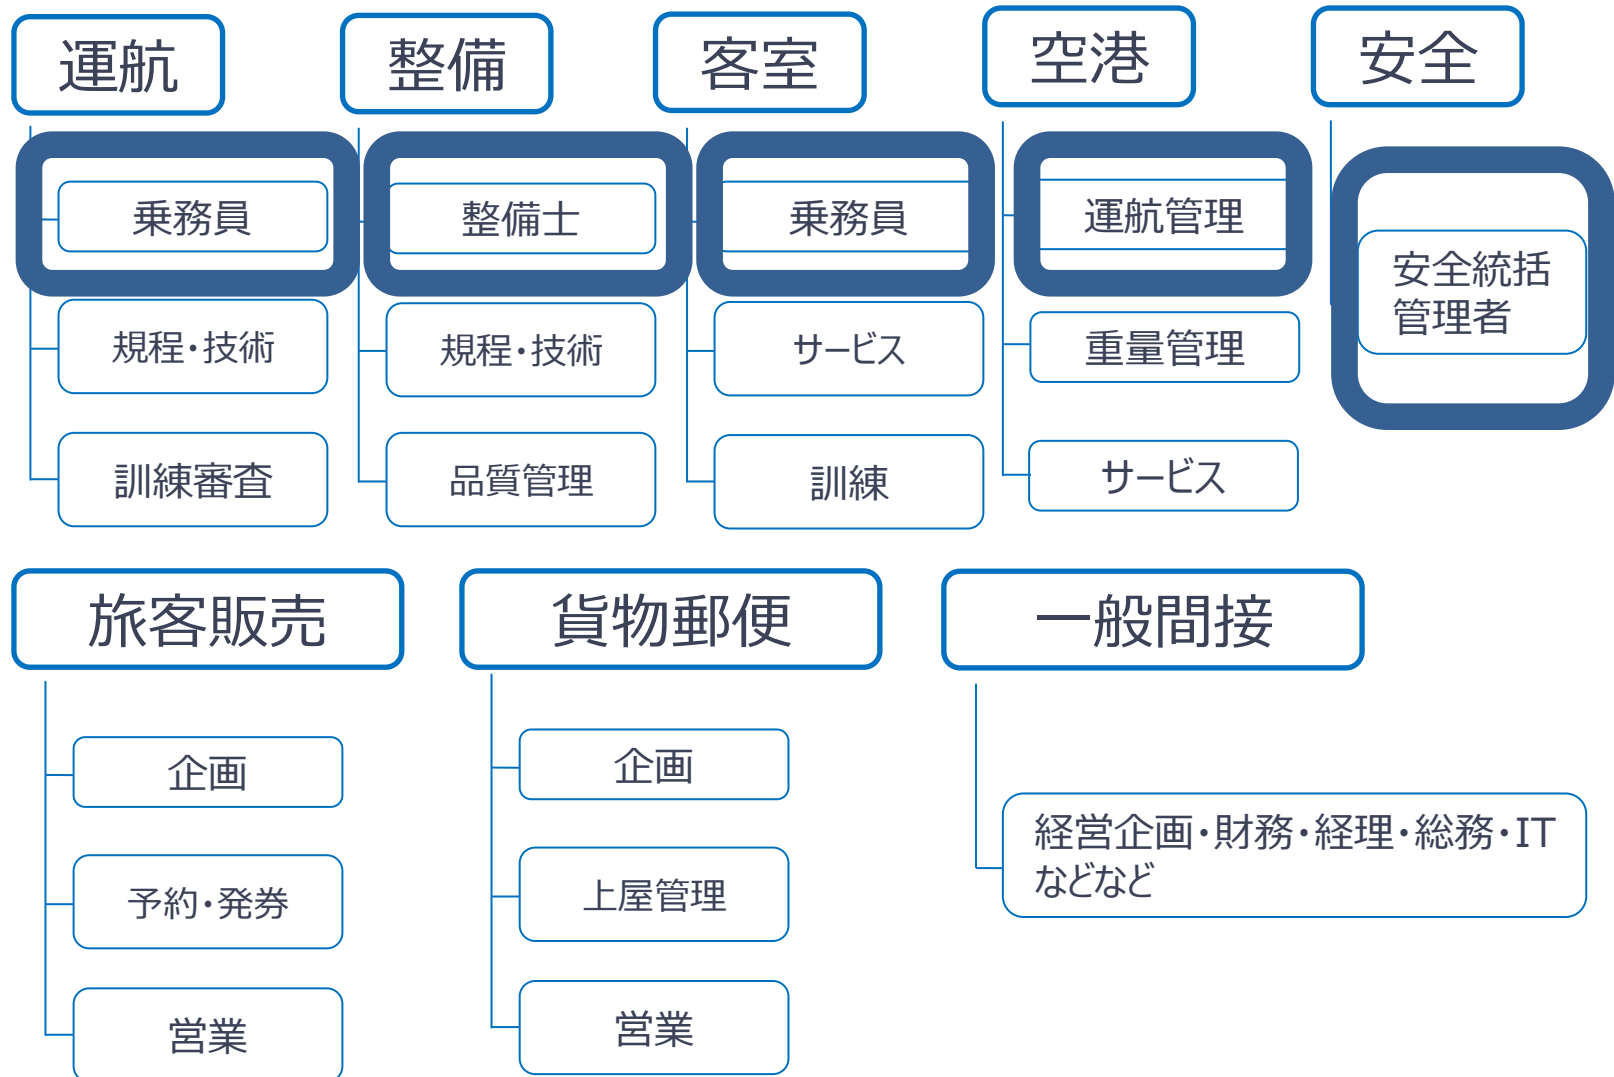 運航
乗務員
規程・技術
訓練審査
整備
整備士
規程・技術
品質管理
客室
乗務員
サービス
訓練
空港
運航管理
重量管理
サービス
安全
安全統括
管理者
旅客販売
企画
予約・発券
営業
貨物郵便
企画
上屋管理
営業
一般間接
経営企画・財務・経理・総務・IT
などなど